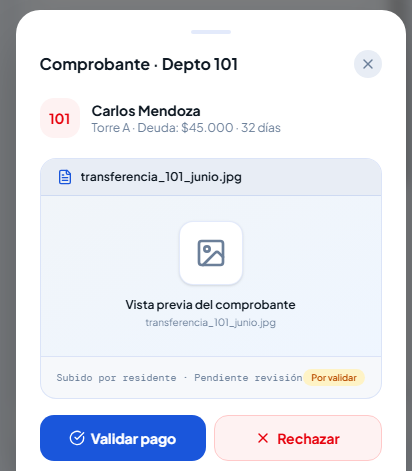 Comprobante · Depto 101
101
Carlos Mendoza
Torre A · Deuda: $45.000 · 32 días
transferencia_101_junio.jpg
Vista previa del comprobante
transferencia_101_junio.jpg
Subido por residente · Pendiente revisión
Por validar
Validar pago
Rechazar